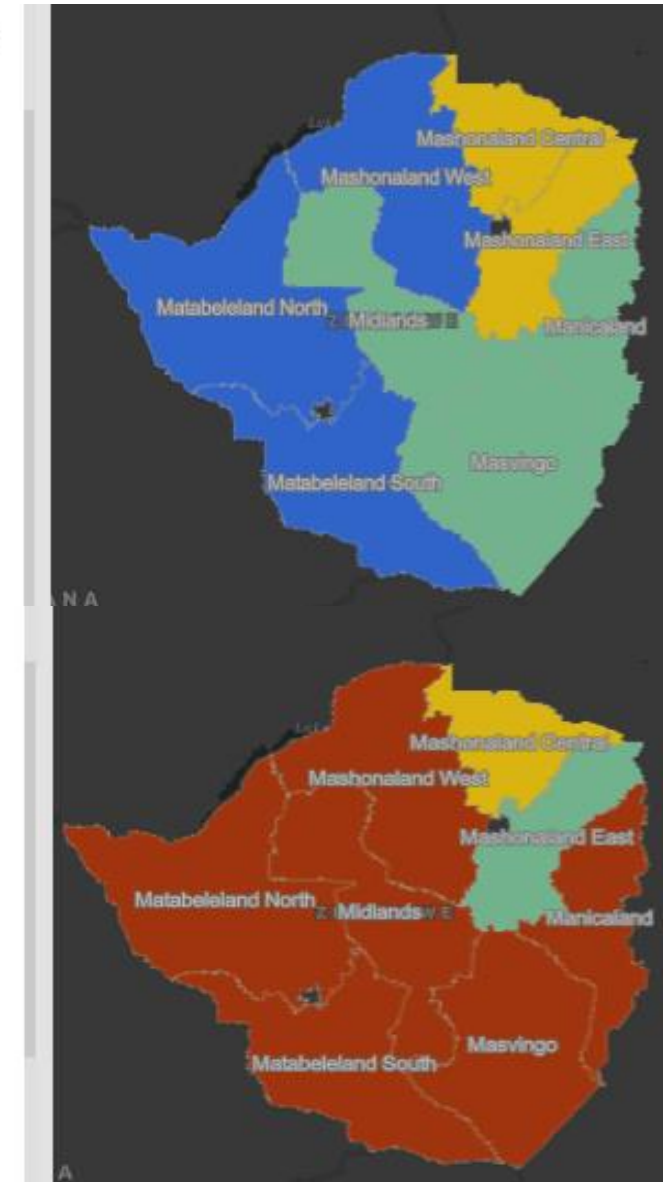 Mashonaland Central
Mashonaland West
Mashonaland East
Matabeleland North
Midlands
Manicaland
Masvingo
Matabeleland South
N A
Mashonaland Central
Mashonaland West
Mashonaland East
Matabeleland North
Midlands
Manicaland
Masvingo
Matabeleland South
A